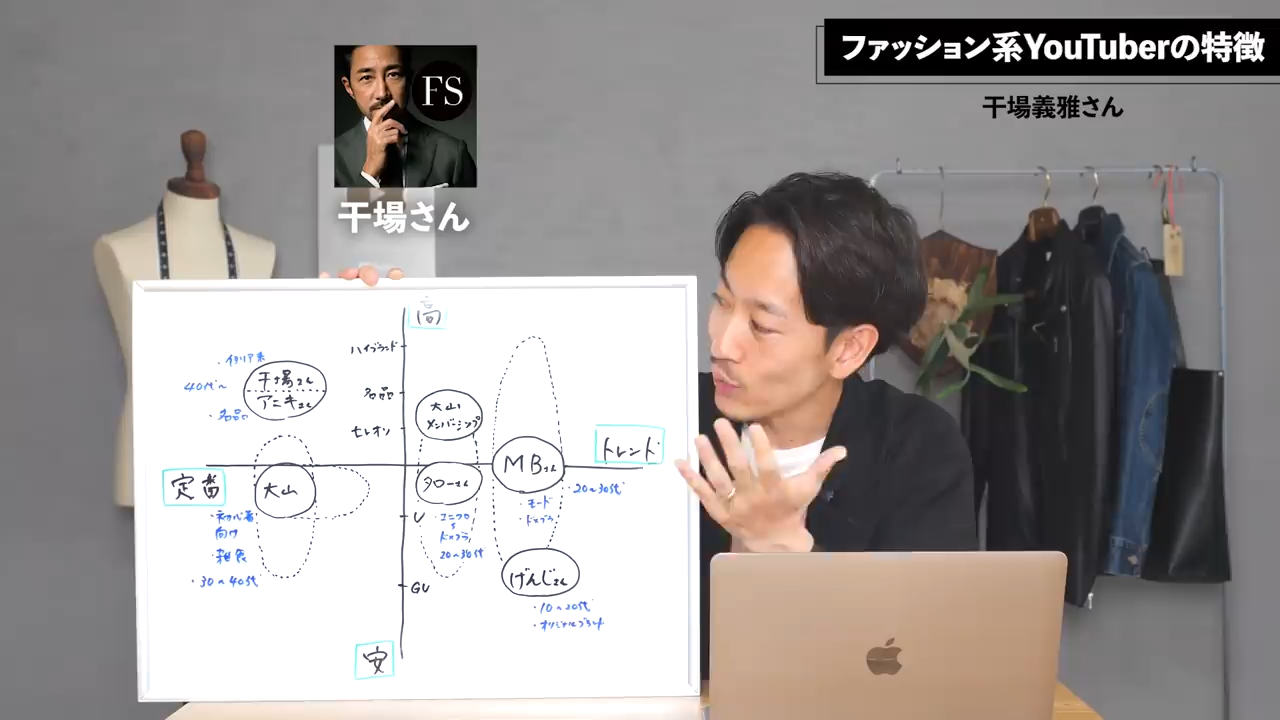 ファッション系YouTuberの特徴
干場義雅さん
FS
干場さん
高
ハイブランド
・イタリア系
干場さん
40代〜
アニキさん
・名品
名品
大山
メンバーシップ
セレオリ
トレンド
MBさん
定番
大山
タローさん
・20〜30代
・モード
・ドメブラ
・初心者
向け
・雑食
・30〜40代
U
・ユニクロ
ドメブラ
20〜30代
げんじさん
GU
・10〜20代
・オリジナルブランド
安